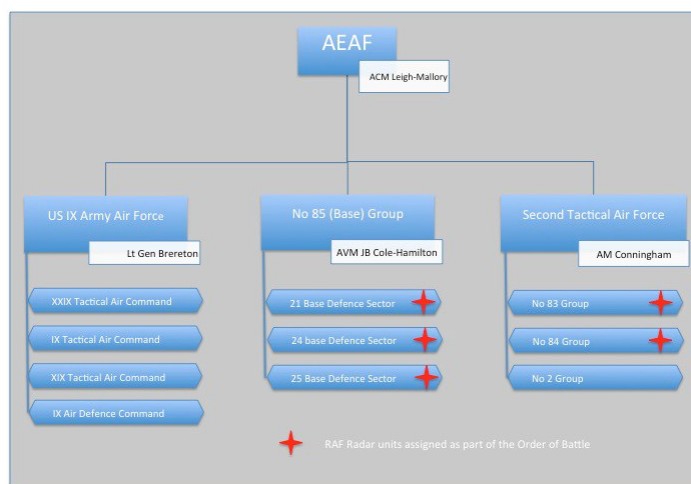 AEAF
ACM Leigh-Mallory
US IX Army Air Force
Lt Gen Brereton
XXIX Tactical Air Command
IX Tactical Air Command
XIX Tactical Air Command
IX Air Defence Command
No 85 (Base) Group
AVM JB Cole-Hamilton
21 Base Defence Sector
24 base Defence Sector
25 Base Defence Sector
Second Tactical Air Force
AM Conningham
No 83 Group
No 84 Group
No 2 Group
RAF Radar units assigned as part of the Order of Battle